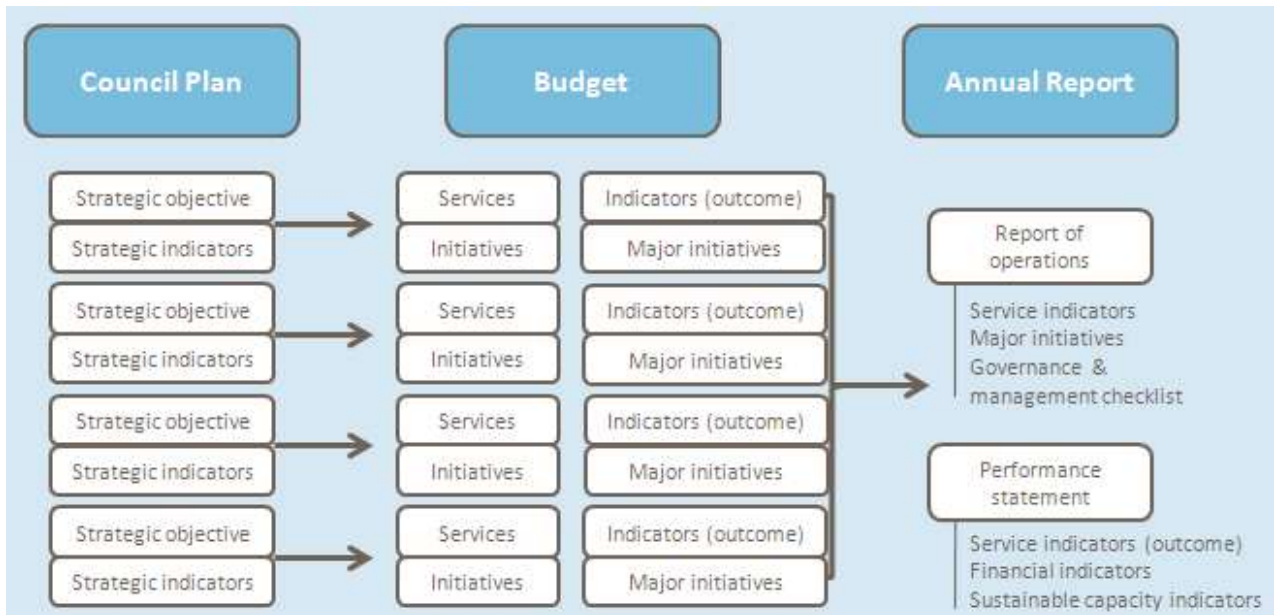 Council Plan
Budget
Annual Report
Strategic objective
Strategic indicators
Services
Initiatives
Indicators (outcome)
Major initiatives
Strategic objective
Strategic indicators
Services
Initiatives
Indicators (outcome)
Major initiatives
Strategic objective
Strategic indicators
Services
Initiatives
Indicators (outcome)
Major initiatives
Strategic objective
Strategic indicators
Services
Initiatives
Indicators (outcome)
Major initiatives
Report of
operations
Service indicators
Major initiatives
Governance &
management checklist
Performance
statement
Service indicators (outcome)
Financial indicators
Sustainable capacity indicators